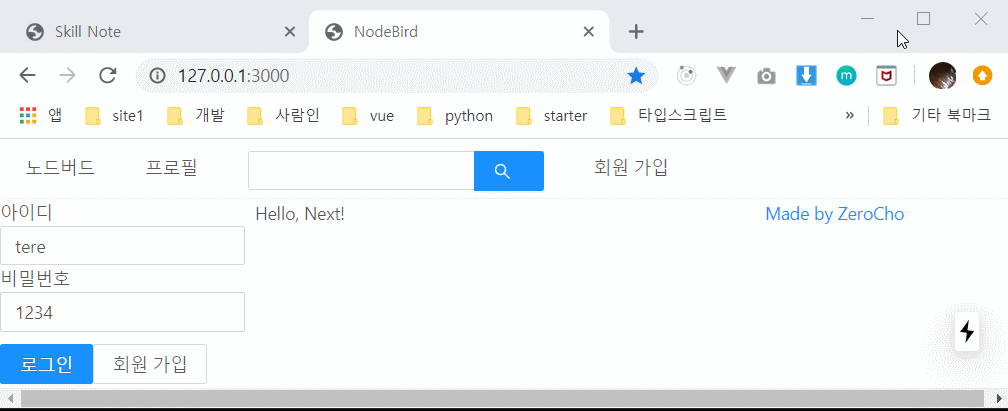 Skill Note
NodeBird
127.0.0.1:3000
앱 site1 개발 사람인 vue python starter 타입스크립트 » 기타 북마크
노드버드 프로필 회원 가입
아이디 Hello, Next! Made by ZeroCho
tere
비밀번호
1234
로그인 회원 가입